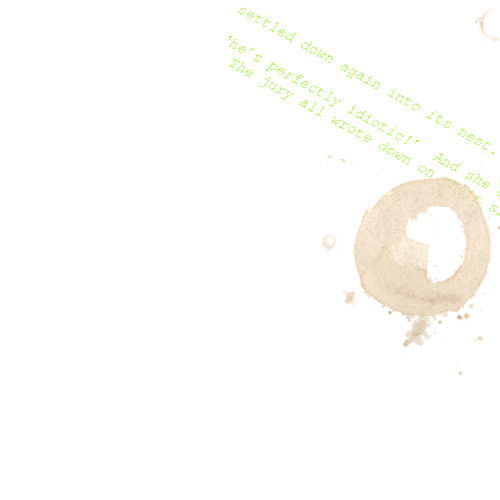 settled down again into its nest.
'he's perfectly idiotic!' And she
The jury all wrote down on